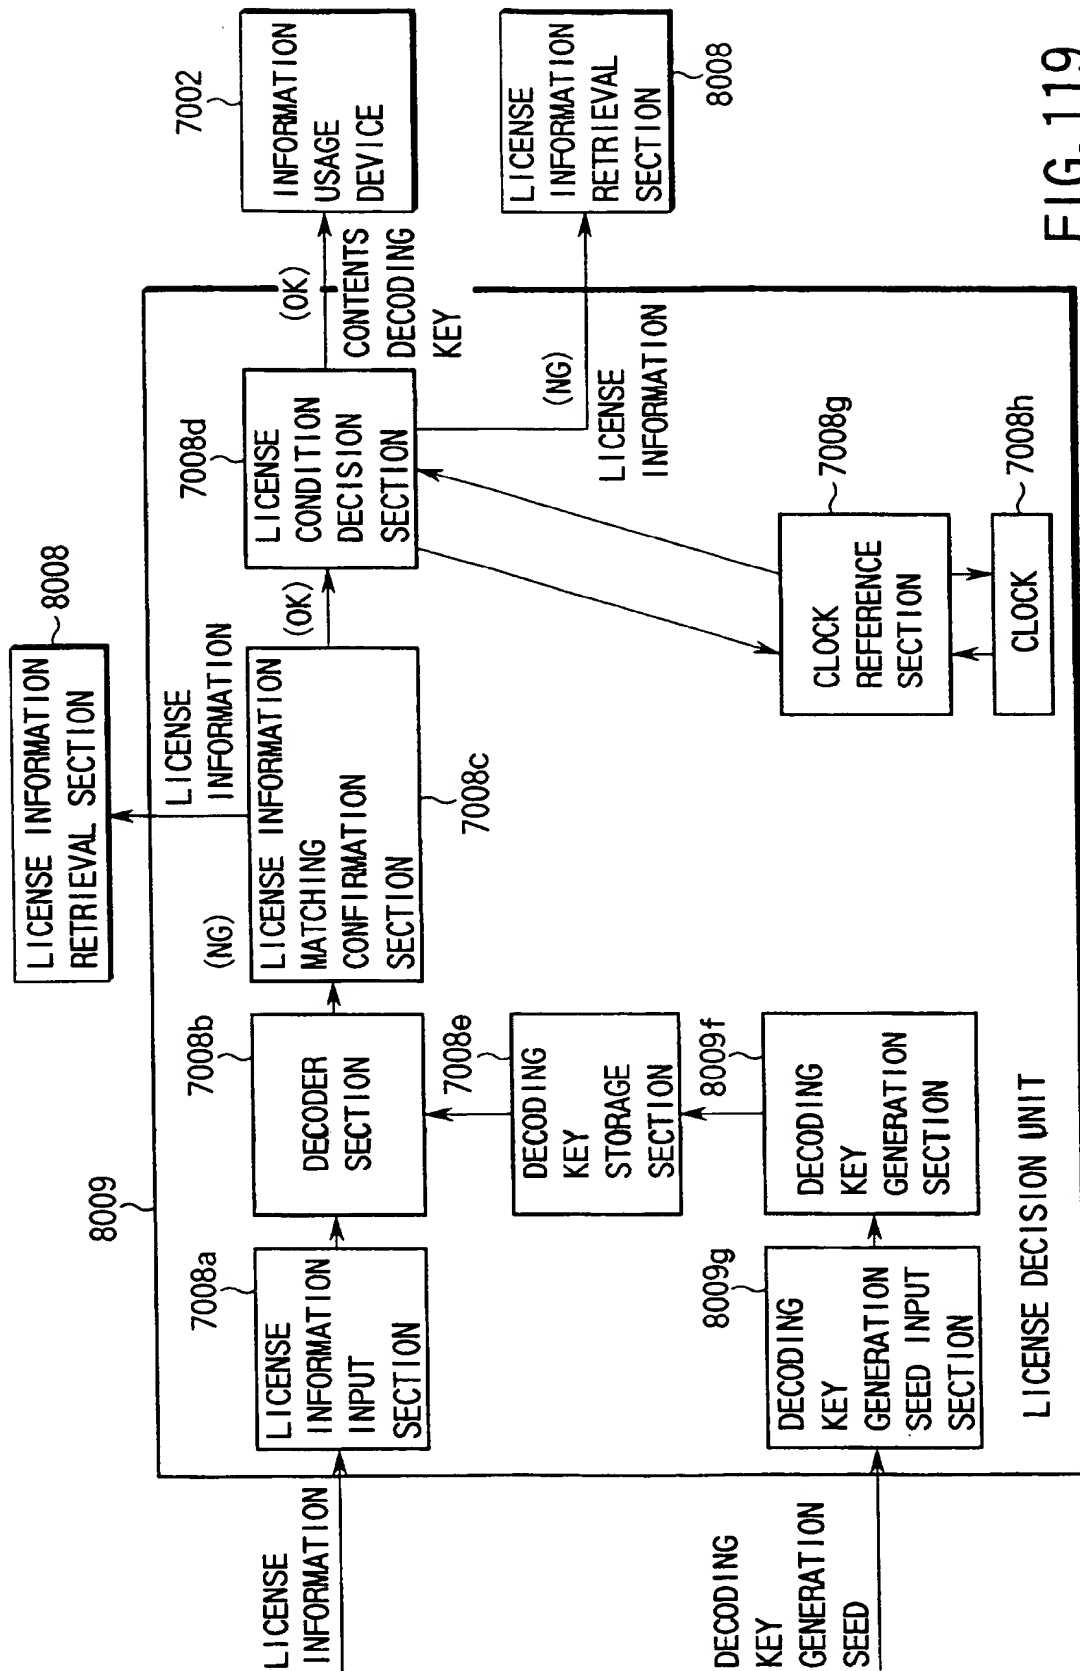 LICENSE INFORMATION
RETRIEVAL SECTION
8008
8009
LICENSE
INFORMATION
7008a
LICENSE
INFORMATION
INPUT
SECTION
7008b
DECODER
SECTION
(NG)
LICENSE
INFORMATION
LICENSE INFORMATION
MATCHING
CONFIRMATION
SECTION
7008c
(OK)
7008d
LICENSE
CONDITION
DECISION
SECTION
(OK)
CONTENTS
DECODING
KEY
7002
INFORMATION
USAGE
DEVICE
(NG)
LICENSE
INFORMATION
LICENSE
INFORMATION
RETRIEVAL
SECTION
8008
7008e
DECODING
KEY
STORAGE
SECTION
DECODING
KEY
GENERATION
SEED
8009g
DECODING
KEY
GENERATION
SEED INPUT
SECTION
8009f
DECODING
KEY
GENERATION
SECTION
CLOCK
REFERENCE
SECTION
7008g
CLOCK
7008h
LICENSE DECISION UNIT
FIG. 119